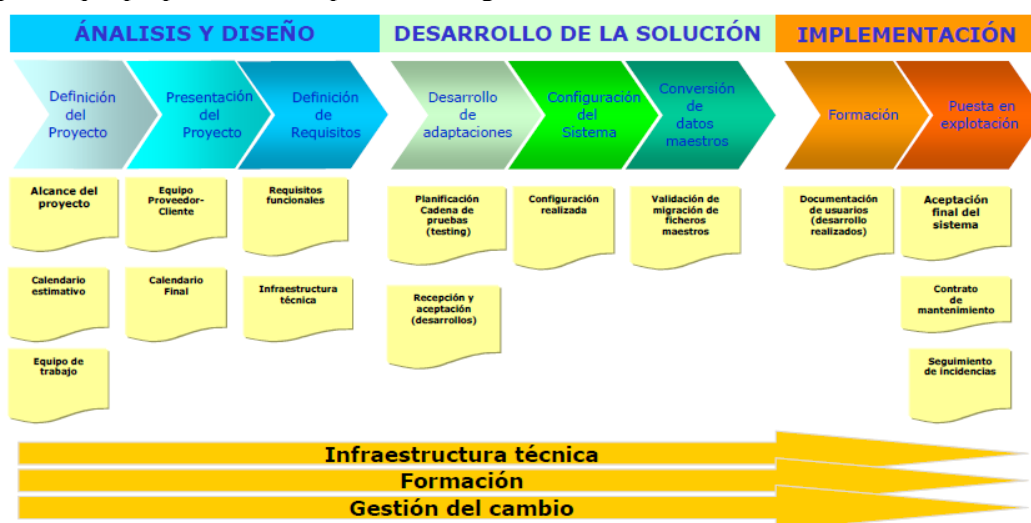 ÁNALISIS Y DISEÑO
DESARROLLO DE LA SOLUCIÓN
IMPLEMENTACIÓN
Definición
del
Proyecto
Presentación
del
Proyecto
Definición
de
Requisitos
Desarrollo
de
adaptaciones
Configuración
del
Sistema
Conversión
de
datos
maestros
Formación
Puesta en
explotación
Alcance del
proyecto
Equipo
Proveedor-
Cliente
Requisitos
funcionales
Planificación
Cadena de
pruebas
(testing)
Configuración
realizada
Validación de
migración de
ficheros
maestros
Documentación
de usuarios
(desarrollo
realizados)
Aceptación
final del
sistema
Calendario
estimativo
Calendario
Final
Infraestructura
técnica
Recepción y
aceptación
(desarrollos)
Contrato
de
mantenimiento
Equipo de
trabajo
Seguimiento
de incidencias
Infraestructura técnica
Formación
Gestión del cambio